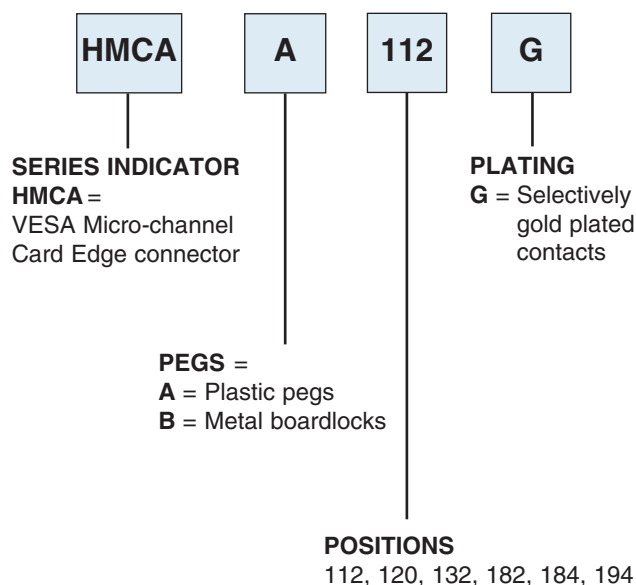 HMCA A 112 G
SERIES INDICATOR
HMCA =
VESA Micro-channel
Card Edge connector
PLATING
G = Selectively
gold plated
contacts
PEGS =
A = Plastic pegs
B = Metal boardlocks
POSITIONS
112, 120, 132, 182, 184, 194